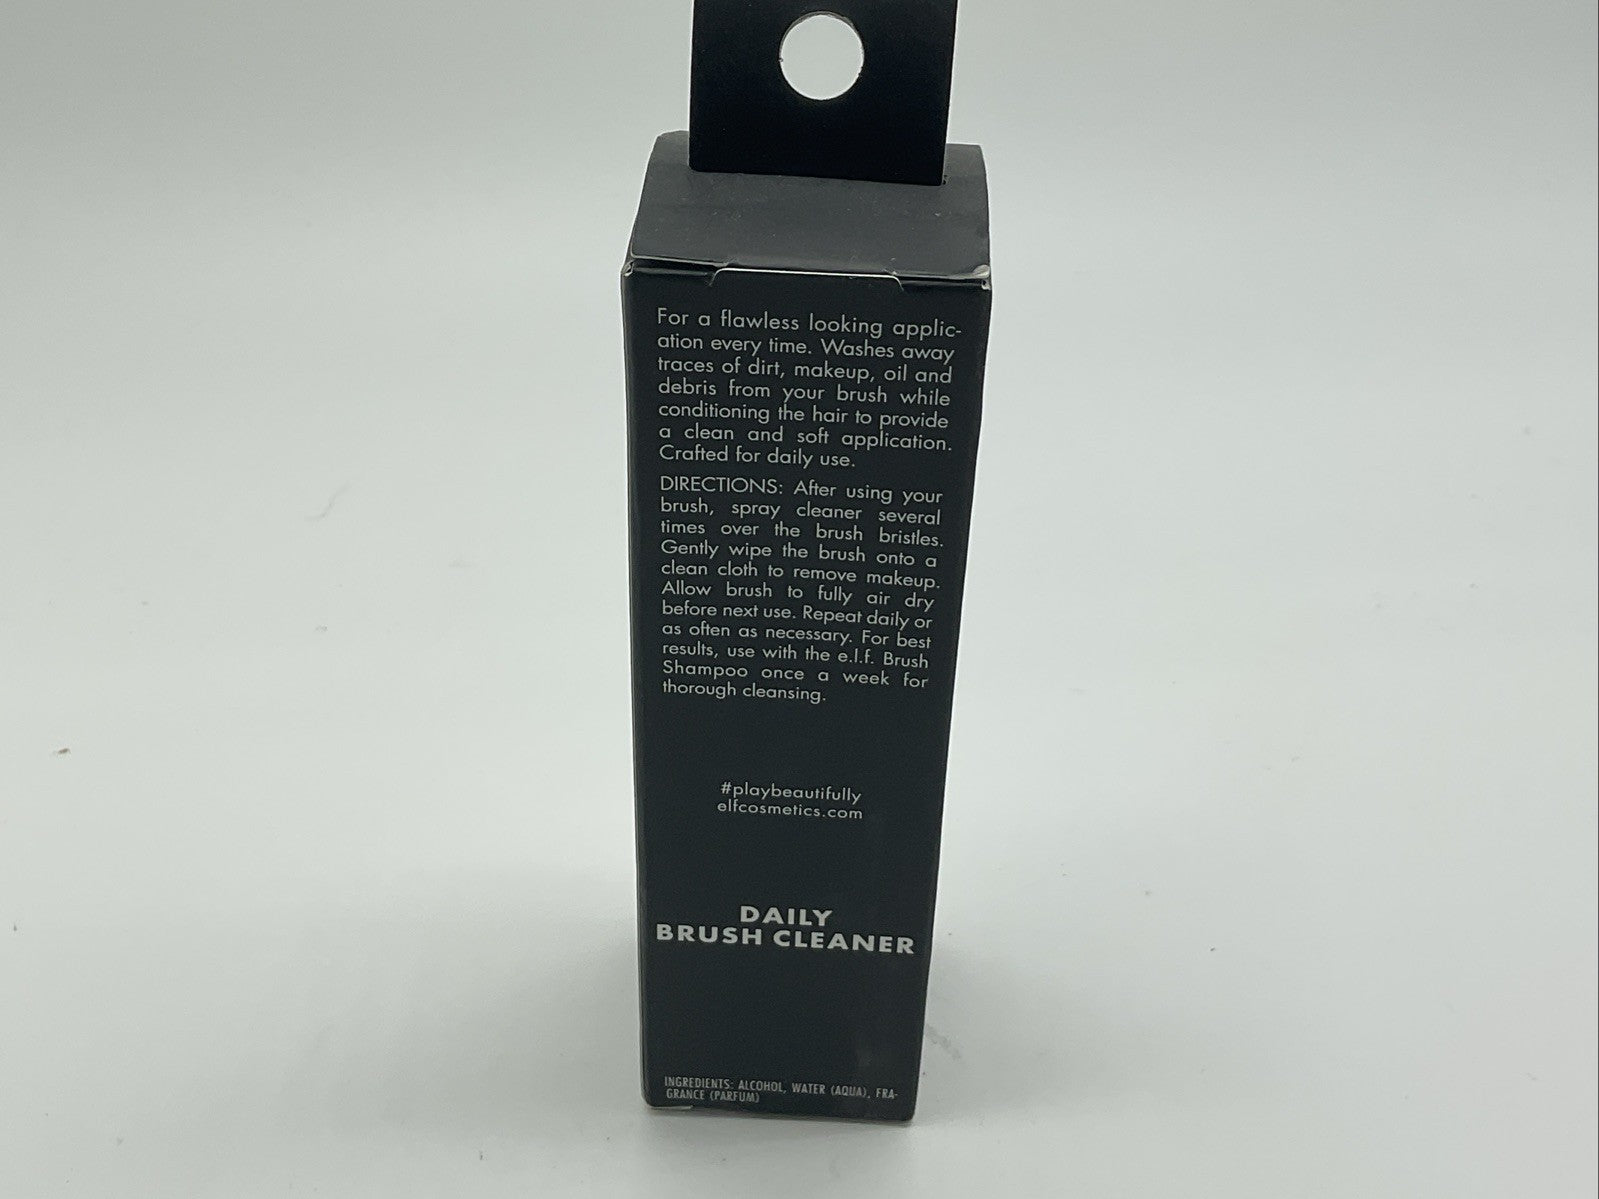 For a flawless looking applic-
ation every time. Washes away
traces of dirt, makeup, oil and
debris from your brush while
conditioning the hair to provide
a clean and soft application.
Crafted for daily use.
DIRECTIONS: After using your
brush, spray cleaner several
times over the brush bristles.
Gently wipe the brush onto a
clean cloth to remove makeup.
Allow brush to fully air dry
before next use. Repeat daily or
as often as necessary. For best
results, use with the e.l.f. Brush
Shampoo once a week for
thorough cleansing.
#playbeautifully
elfcosmetics.com
DAILY
BRUSH CLEANER
INGREDIENTS: ALCOHOL, WATER (AQUA), FRA-
GRANCE (PARFUM)